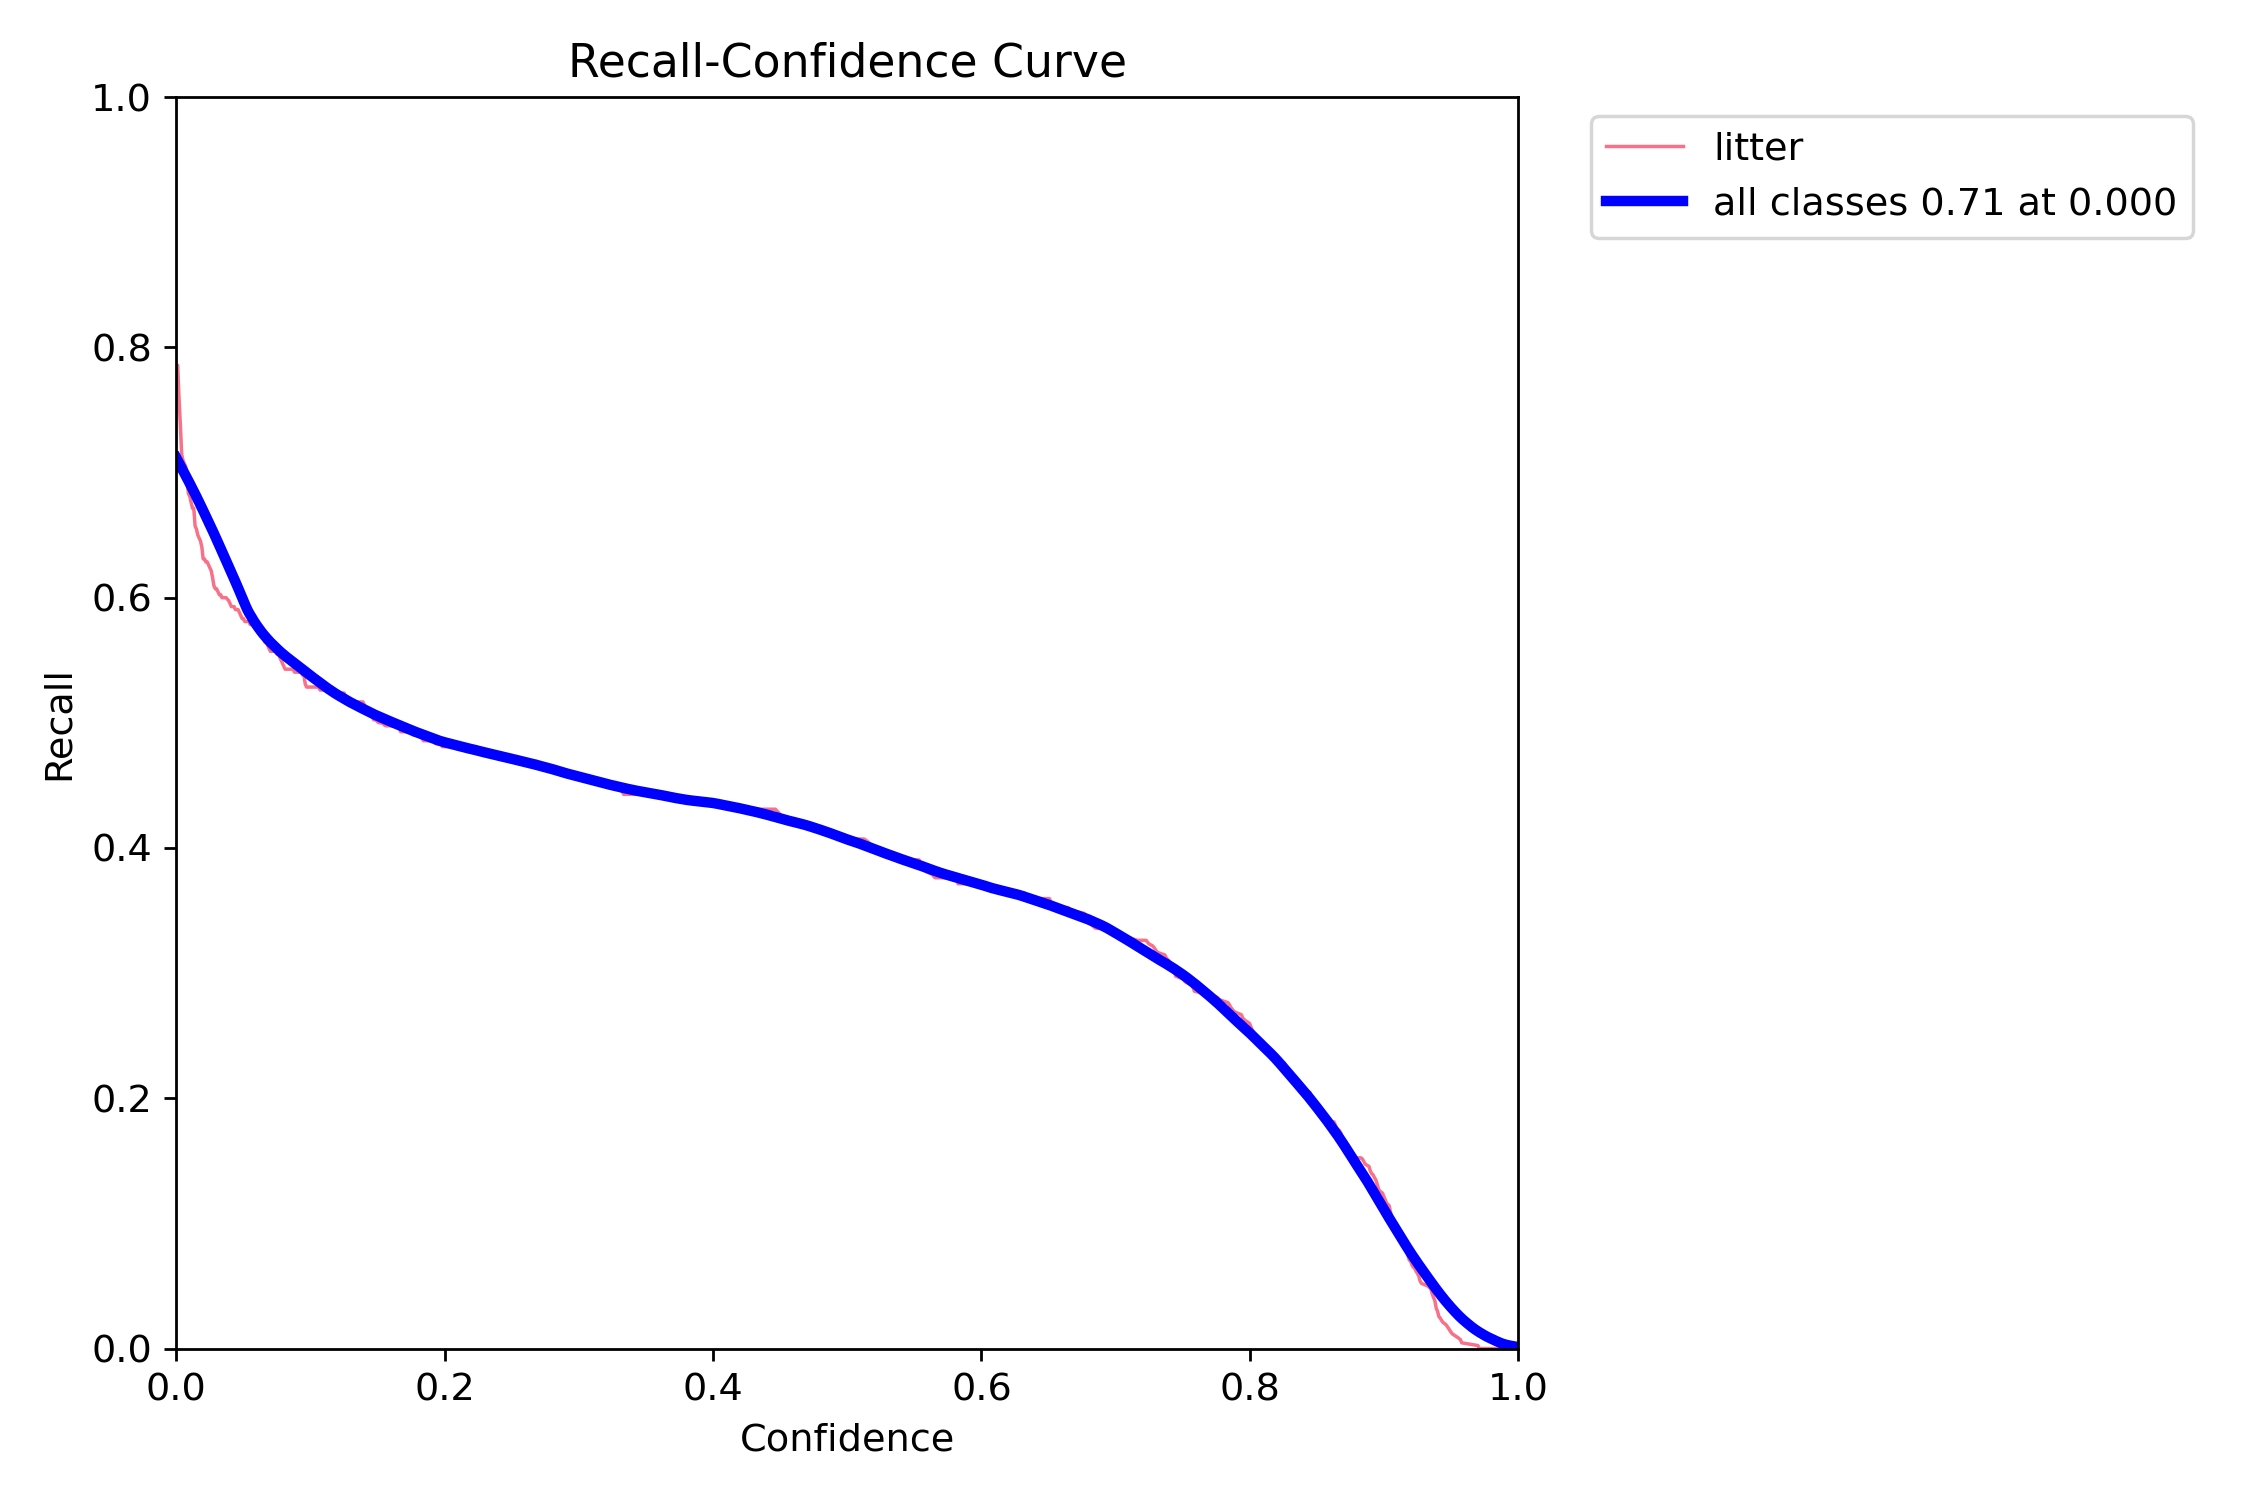 Recall-Confidence Curve
1.0
0.8
0.6
0.4
0.2
0.0
Recall
0.0 0.2 0.4 0.6 0.8 1.0
Confidence
litter
all classes 0.71 at 0.000